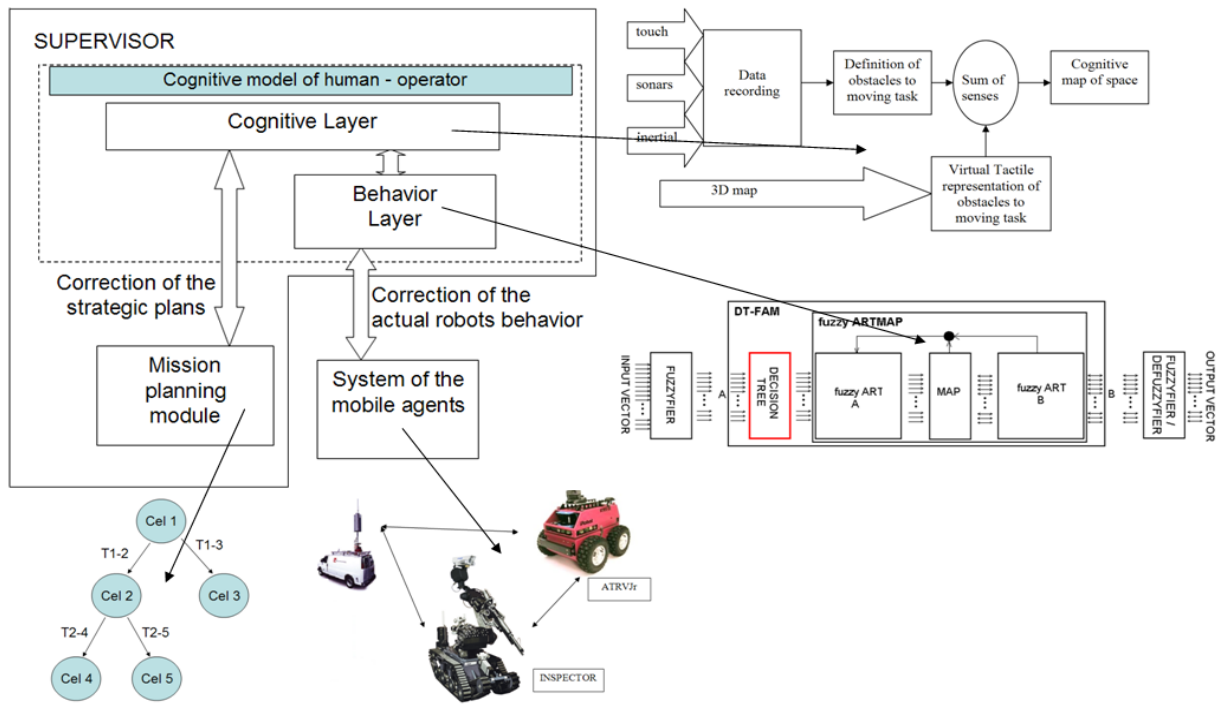 SUPERVISOR
Cognitive model of human - operator
Cognitive Layer
Behavior
Layer
Correction of the
strategic plans
Correction of the
actual robots behavior
Mission
planning
module
System of the
mobile agents
touch
sonars
inertial
Data
recording
Definition of
obstacles to
moving task
Sum of
senses
Cognitive
map of space
3D map
Virtual Tactile
representation of
obstacles to
moving task
DT-FAM
fuzzy ARTMAP
INPUT
VECTOR
FUZZYFIER
A
DECISION
TREE
fuzzy ART
A
MAP
fuzzy ART
B
B
FUZZYFIER /
DEFUZZYFIER
OUTPUT
VECTOR
Cel 1
T1-2
T1-3
Cel 2
Cel 3
T2-4
T2-5
Cel 4
Cel 5
ATRVJr
INSPECTOR